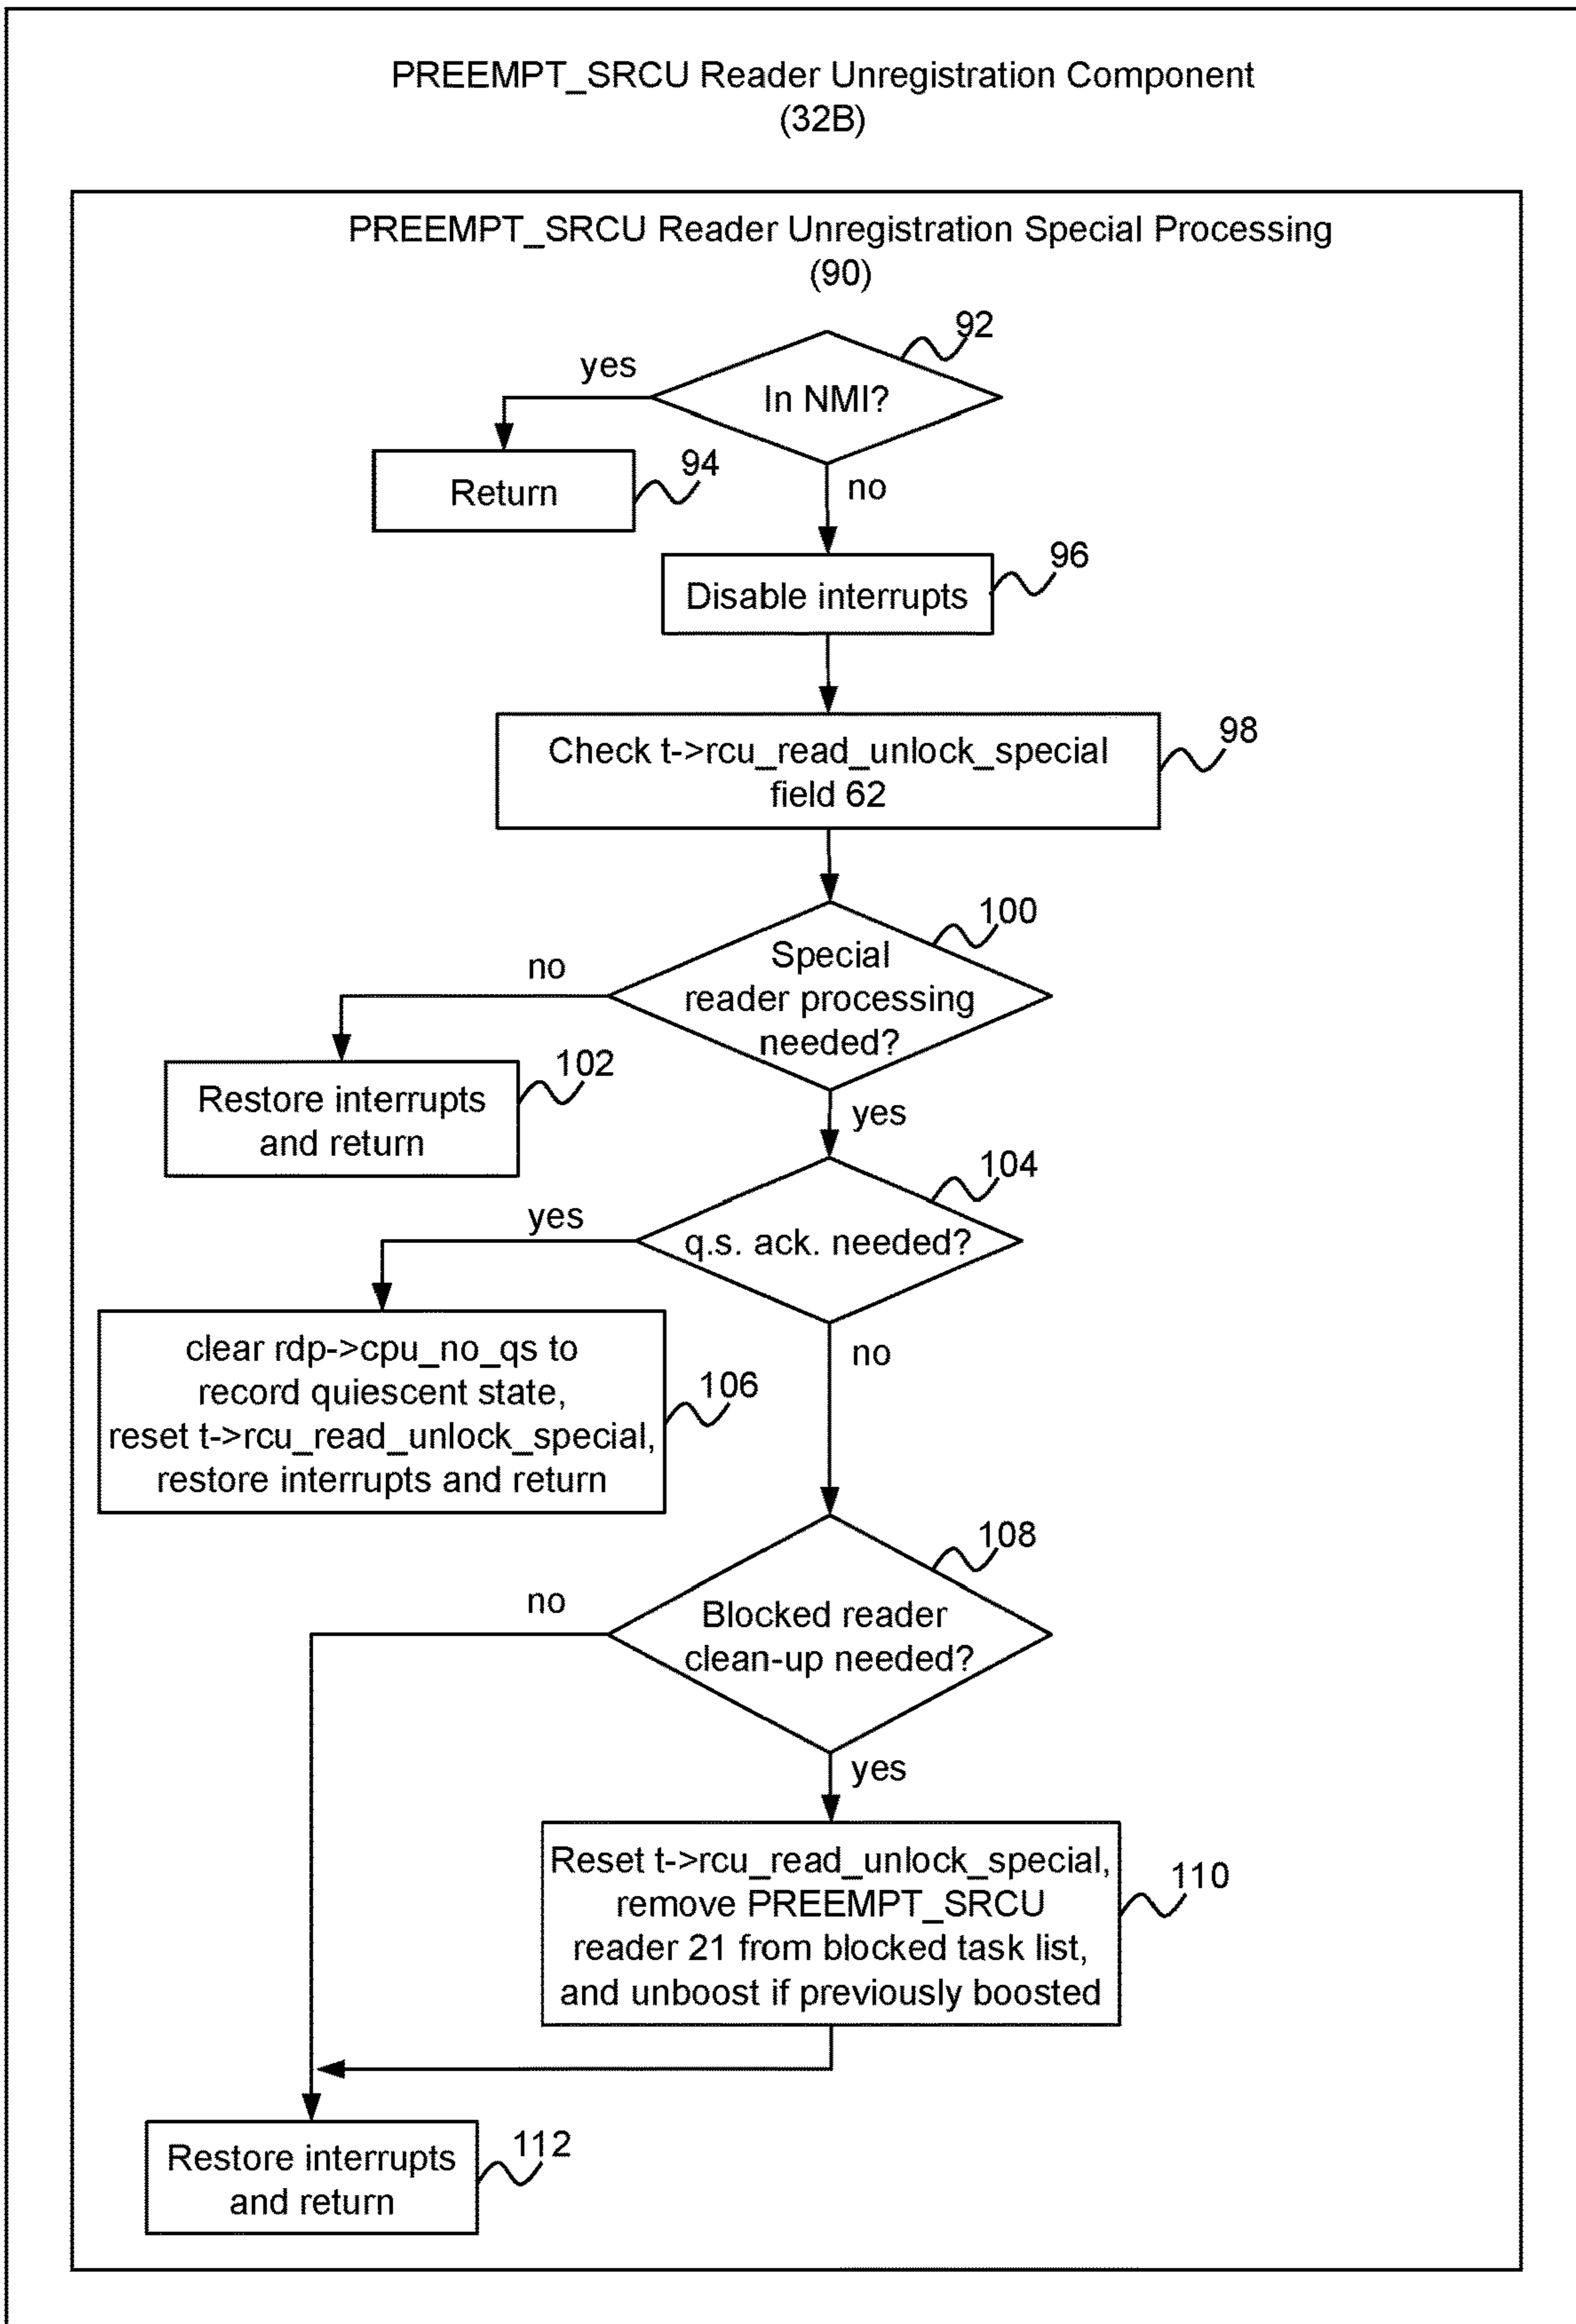 PREEMPT_SRCU Reader Unregistration Component
(32B)
PREEMPT_SRCU Reader Unregistration Special Processing
(90)
92
yes
In NMI?
94
Return
no
96
Disable interrupts
98
Check t->rcu_read_unlock_special
field 62
100
Special
reader processing
needed?
no
102
Restore interrupts
and return
yes
104
q.s. ack. needed?
yes
106
clear rdp->cpu_no_qs to
record quiescent state,
reset t->rcu_read_unlock_special,
restore interrupts and return
no
108
Blocked reader
clean-up needed?
no
yes
110
Reset t->rcu_read_unlock_special,
remove PREEMPT_SRCU
reader 21 from blocked task list,
and unboost if previously boosted
112
Restore interrupts
and return